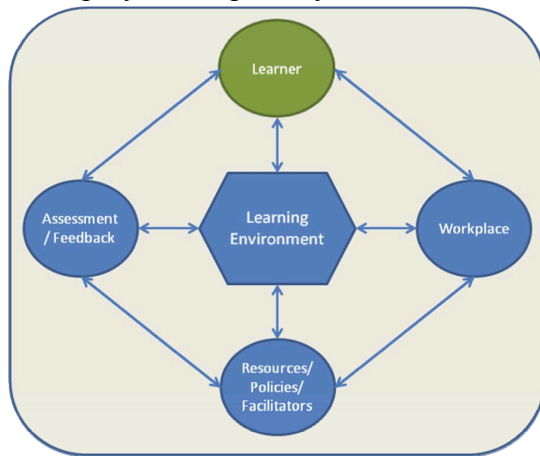 Learner
Assessment
/ Feedback
Learning
Environment
Workplace
Resources/
Policies/
Facilitators